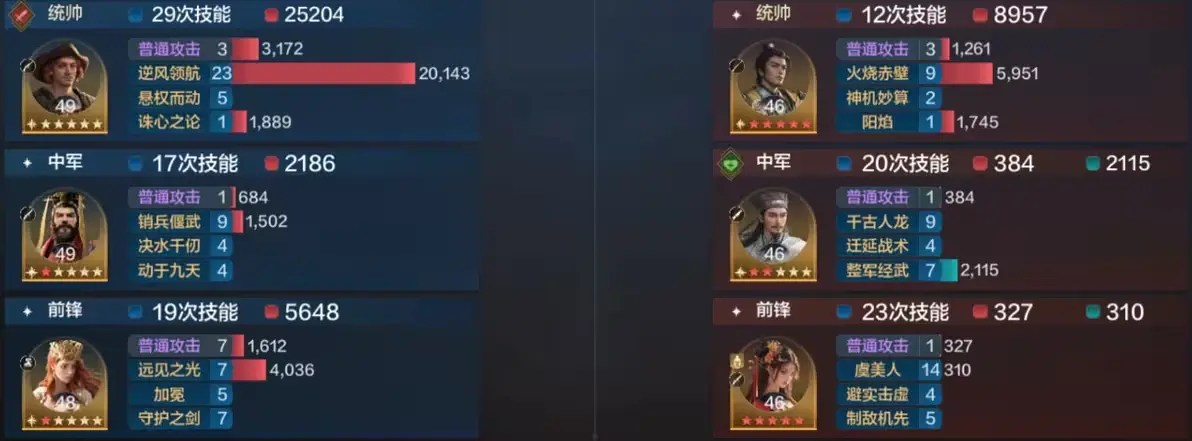 统帅 29次技能 25204
普通攻击 3 3,172
逆风领航 23 20,143
悬权而动 5
诛心之论 1 1,889
49
中军 17次技能 2186
普通攻击 1 684
销兵偃武 9 1,502
决水千仞 4
动于九天 4
49
前锋 19次技能 5648
普通攻击 7 1,612
远见之光 7 4,036
加冕 5
守护之剑 7
48
统帅 12次技能 8957
普通攻击 3 1,261
火烧赤壁 9 5,951
神机妙算 2
阳焰 1 1,745
46
中军 20次技能 384 2115
普通攻击 1 384
千古人龙 9
迂延战术 4
整军经武 7 2,115
46
前锋 23次技能 327 310
普通攻击 1 327
虞美人 14 310
避实击虚 4
制敌机先 5
46